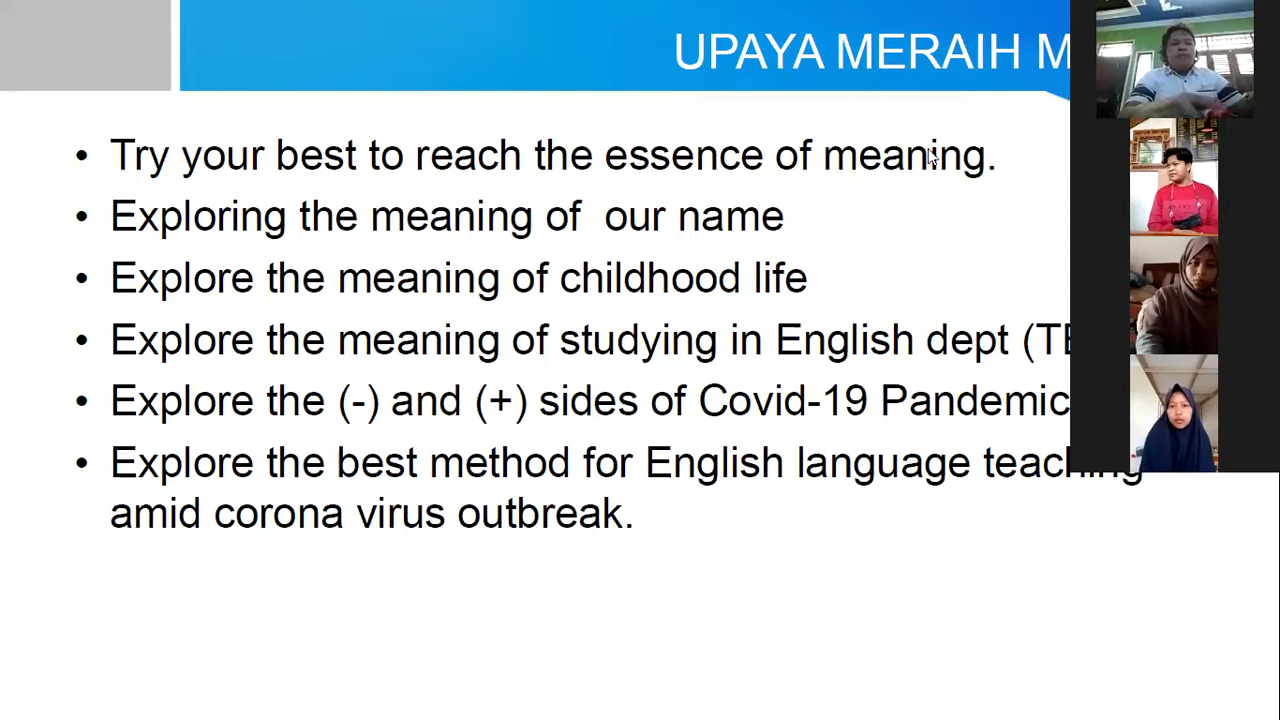 UPAYA MERAIH
• Try your best to reach the essence of meaning.
• Exploring the meaning of our name
• Explore the meaning of childhood life
• Explore the meaning of studying in English dept
• Explore the (-) and (+) sides of Covid-19 Pandemic
• Explore the best method for English language teaching
amid corona virus outbreak.